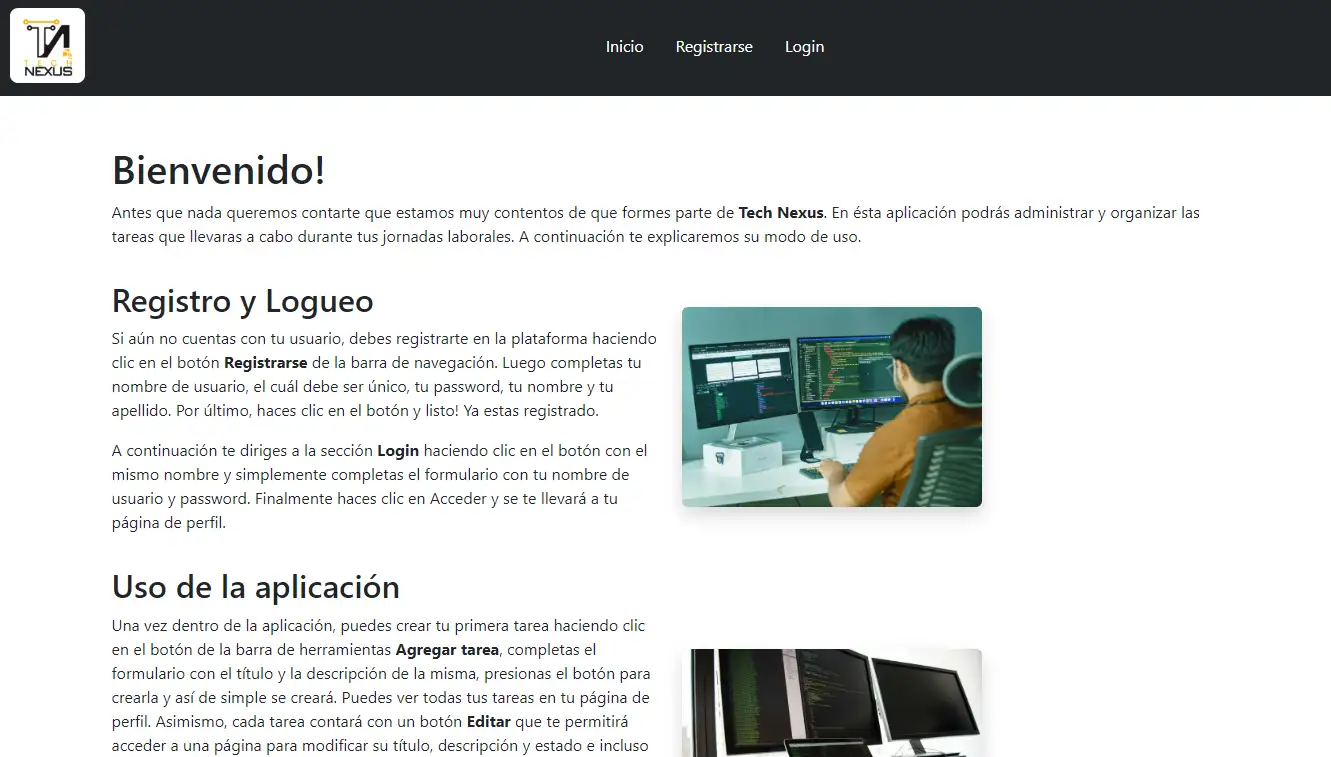 TECH
NEXUS
Inicio Registrarse Login
Bienvenido!
Antes que nada queremos contarte que estamos muy contentos de que formes parte de Tech Nexus. En ésta aplicación podrás administrar y organizar las
tareas que llevaras a cabo durante tus jornadas laborales. A continuación te explicaremos su modo de uso.
Registro y Logueo
Si aún no cuentas con tu usuario, debes registrarte en la plataforma haciendo
clic en el botón Registrarse de la barra de navegación. Luego completas tu
nombre de usuario, el cuál debe ser único, tu password, tu nombre y tu
apellido. Por último, haces clic en el botón y listo! Ya estas registrado.
A continuación te diriges a la sección Login haciendo clic en el botón con el
mismo nombre y simplemente completas el formulario con tu nombre de
usuario y password. Finalmente haces clic en Acceder y se te llevará a tu
página de perfil.
Uso de la aplicación
Una vez dentro de la aplicación, puedes crear tu primera tarea haciendo clic
en el botón de la barra de herramientas Agregar tarea, completas el
formulario con el título y la descripción de la misma, presionas el botón para
crearla y así de simple se creará. Puedes ver todas tus tareas en tu página de
perfil. Asimismo, cada tarea contará con un botón Editar que te permitirá
acceder a una página para modificar su título, descripción y estado e incluso